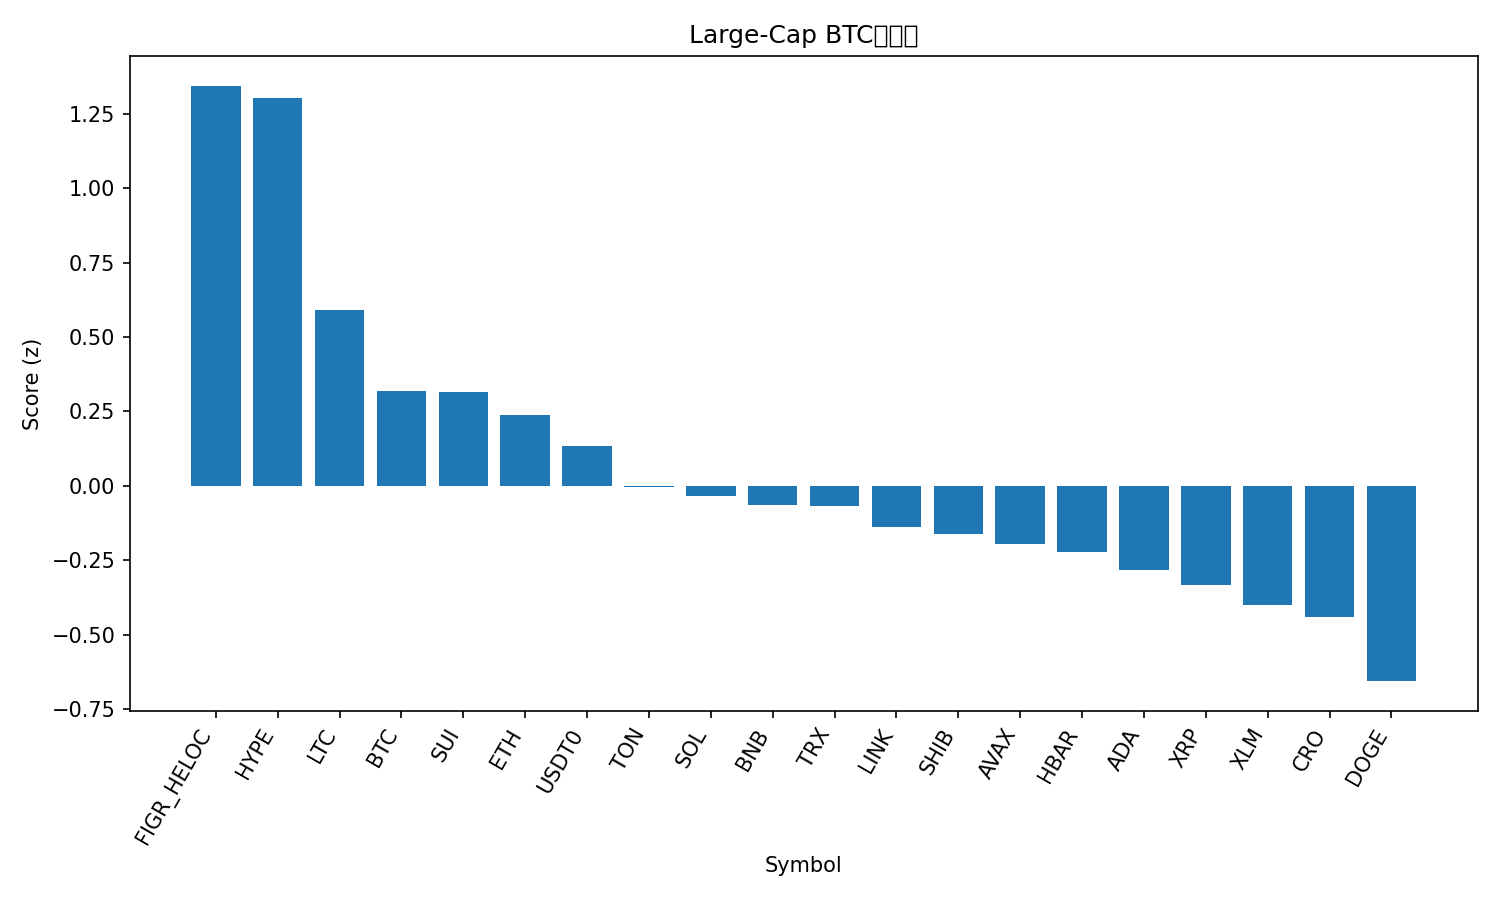 Large-Cap BTC
1.25
1.00
0.75
0.50
0.25
0.00
−0.25
−0.50
−0.75
Score (z)
FIGR_HELOC
HYPE
LTC
BTC
SUI
ETH
USDT0
TON
SOL
BNB
TRX
LINK
SHIB
AVAX
HBAR
ADA
XRP
XLM
CRO
DOGE
Symbol